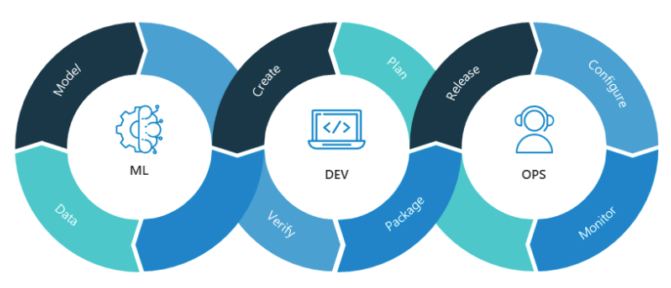 Model
Data
ML
Create
Plan
Verify
Package
</>
DEV
Release
Configure
Monitor
OPS